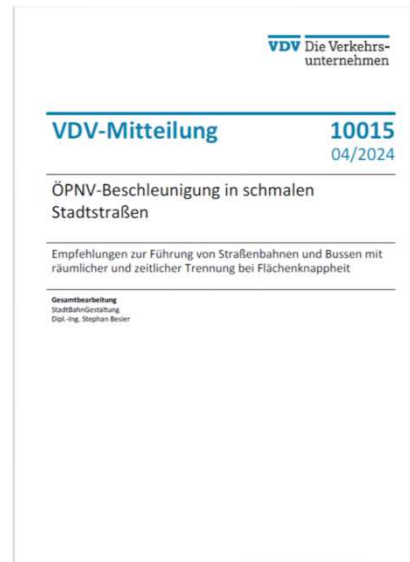 VDV Die Verkehrs-
unternehmen
VDV-Mitteilung 10015
04/2024
ÖPNV-Beschleunigung in schmalen
Stadtstraßen
Empfehlungen zur Führung von Straßenbahnen und Bussen mit
räumlicher und zeitlicher Trennung bei Flächenknappheit
Gesamtbearbeitung
StadtBahnGestaltung
Dipl.-Ing. Stephan Besier